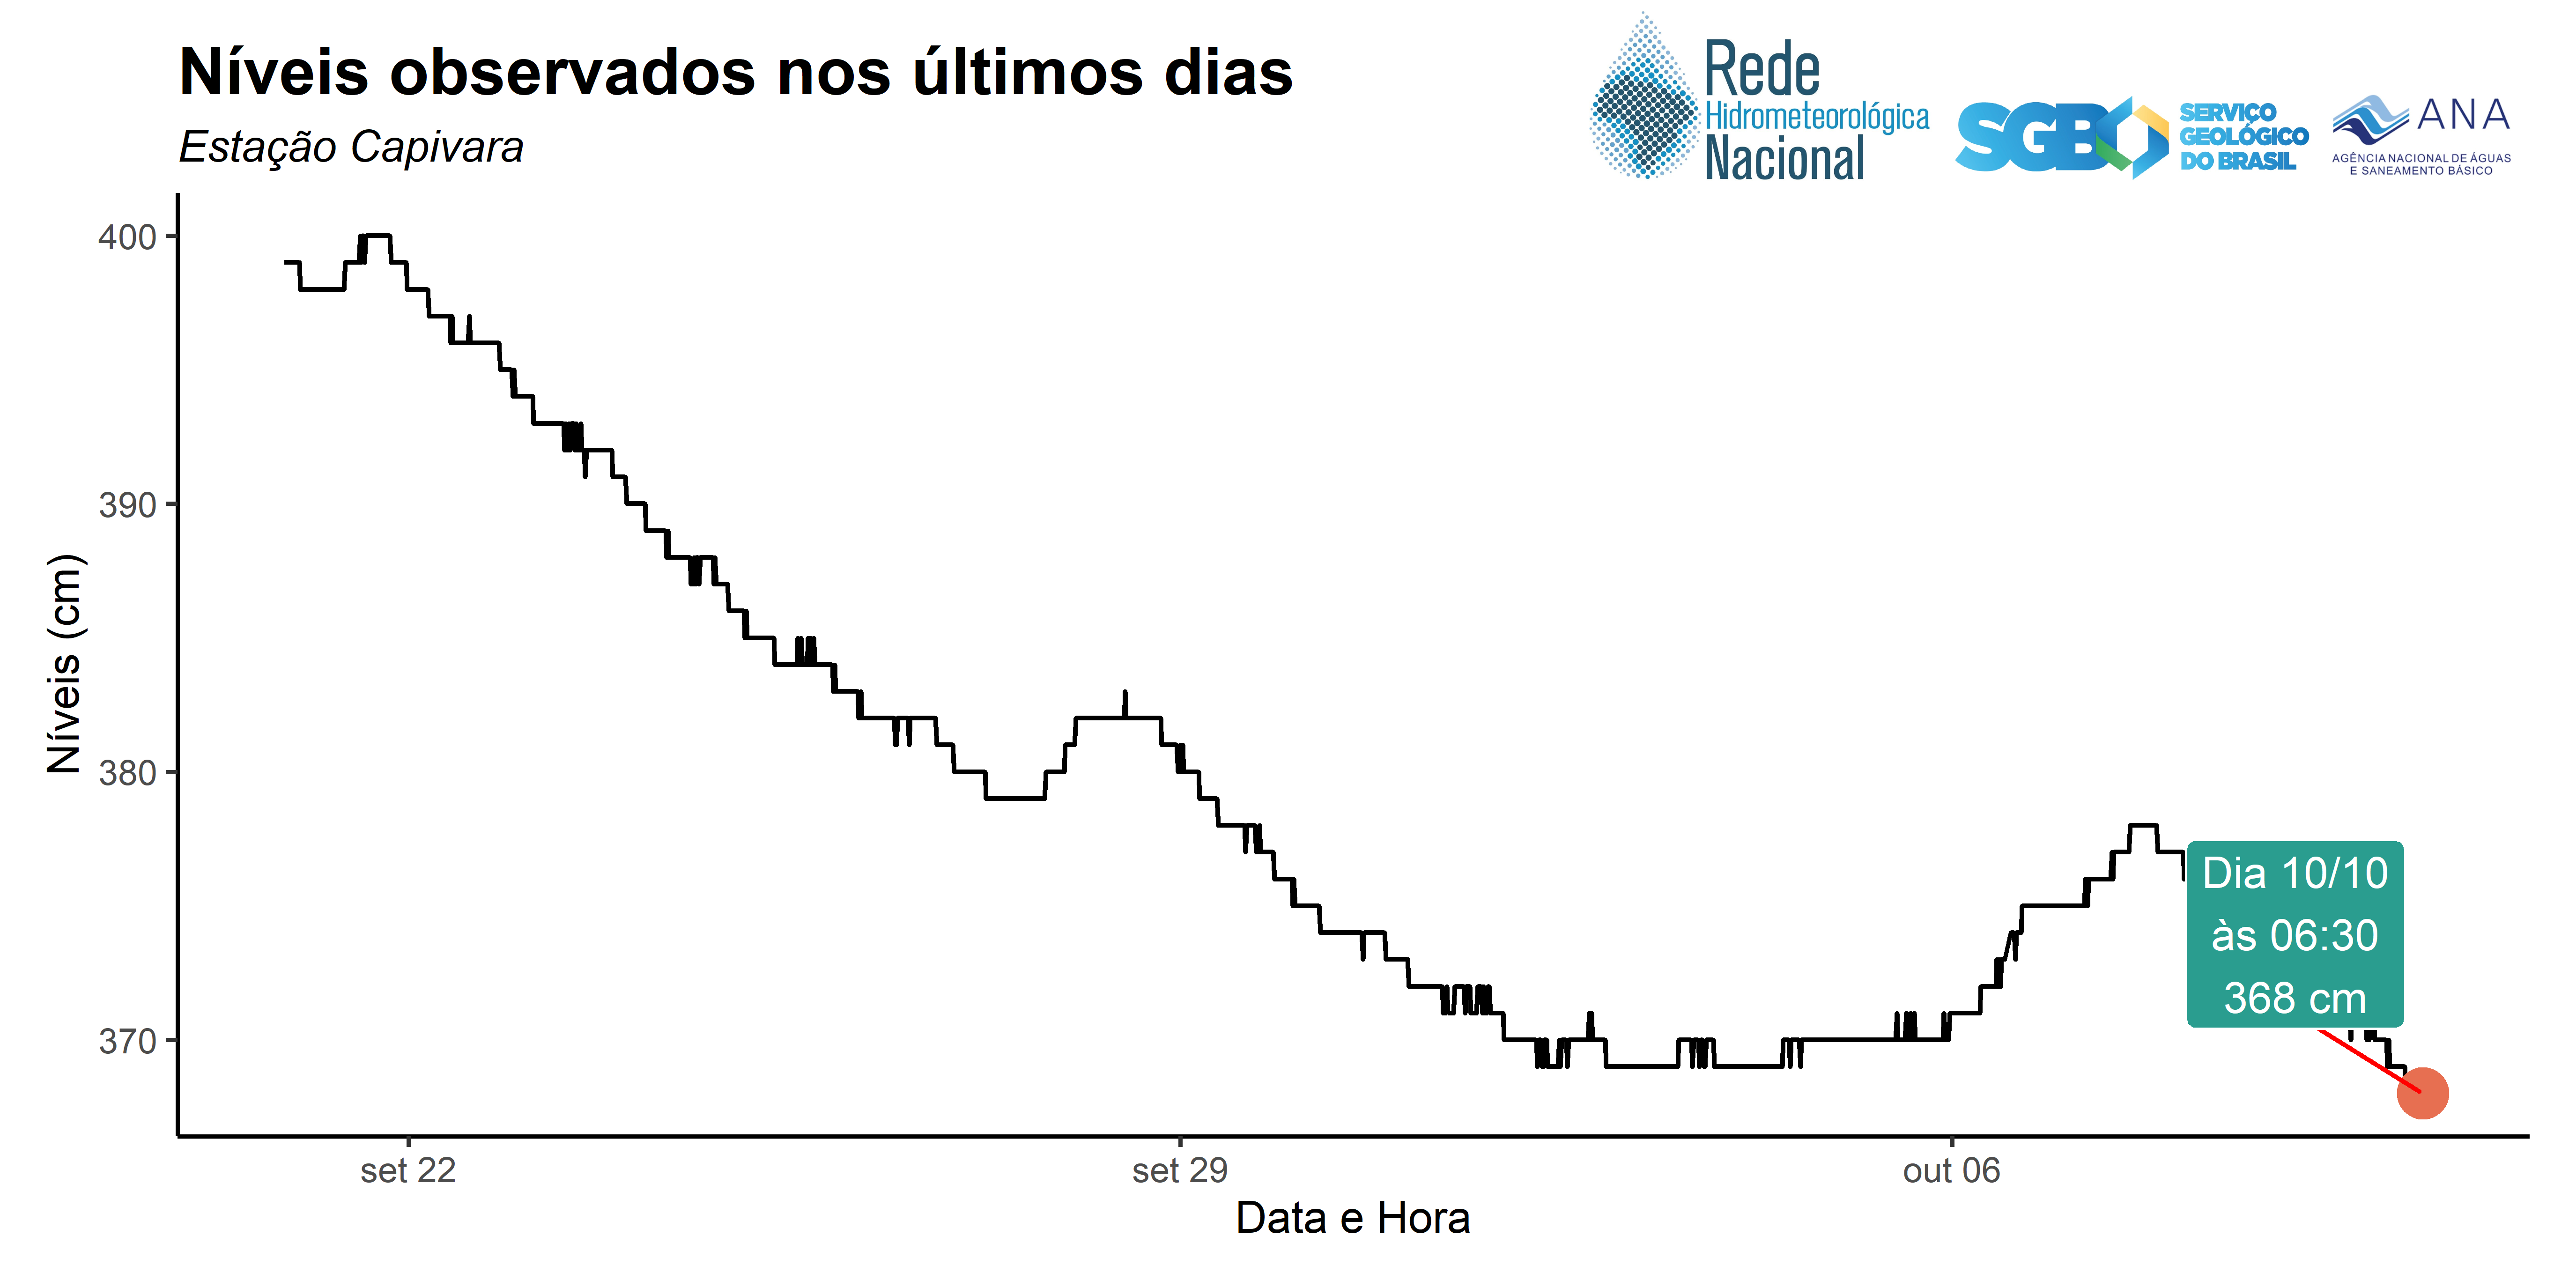 Níveis observados nos últimos dias
Estação Capivara
Rede
Hidrometeorológica
Nacional
SGB
SERVIÇO
GEOLÓGICO
DO BRASIL
ANA
AGÊNCIA NACIONAL DE ÁGUAS
E SANEAMENTO BÁSICO
Níveis (cm)
400
390
380
370
Dia 10/10
às 06:30
368 cm
set 22
set 29
out 06
Data e Hora